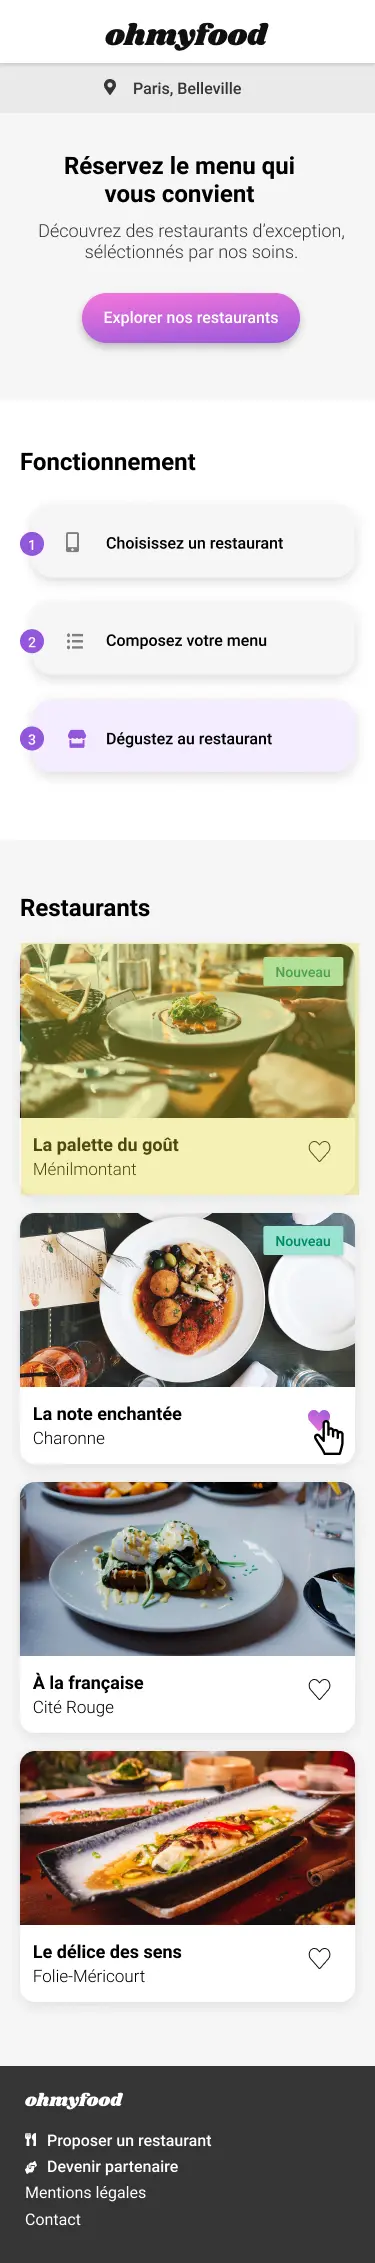 ohmyfood
Paris, Belleville
Réservez le menu qui
vous convient
Découvrez des restaurants d’exception,
séléctionnés par nos soins.
Explorer nos restaurants
Fonctionnement
1
Choisissez un restaurant
2
Composez votre menu
3
Dégustez au restaurant
Restaurants
Nouveau
La palette du goût
Ménilmontant
Nouveau
La note enchantée
Charonne
À la française
Cité Rouge
Le délice des sens
Folie-Méricourt
ohmyfood
Proposer un restaurant
Devenir partenaire
Mentions légales
Contact